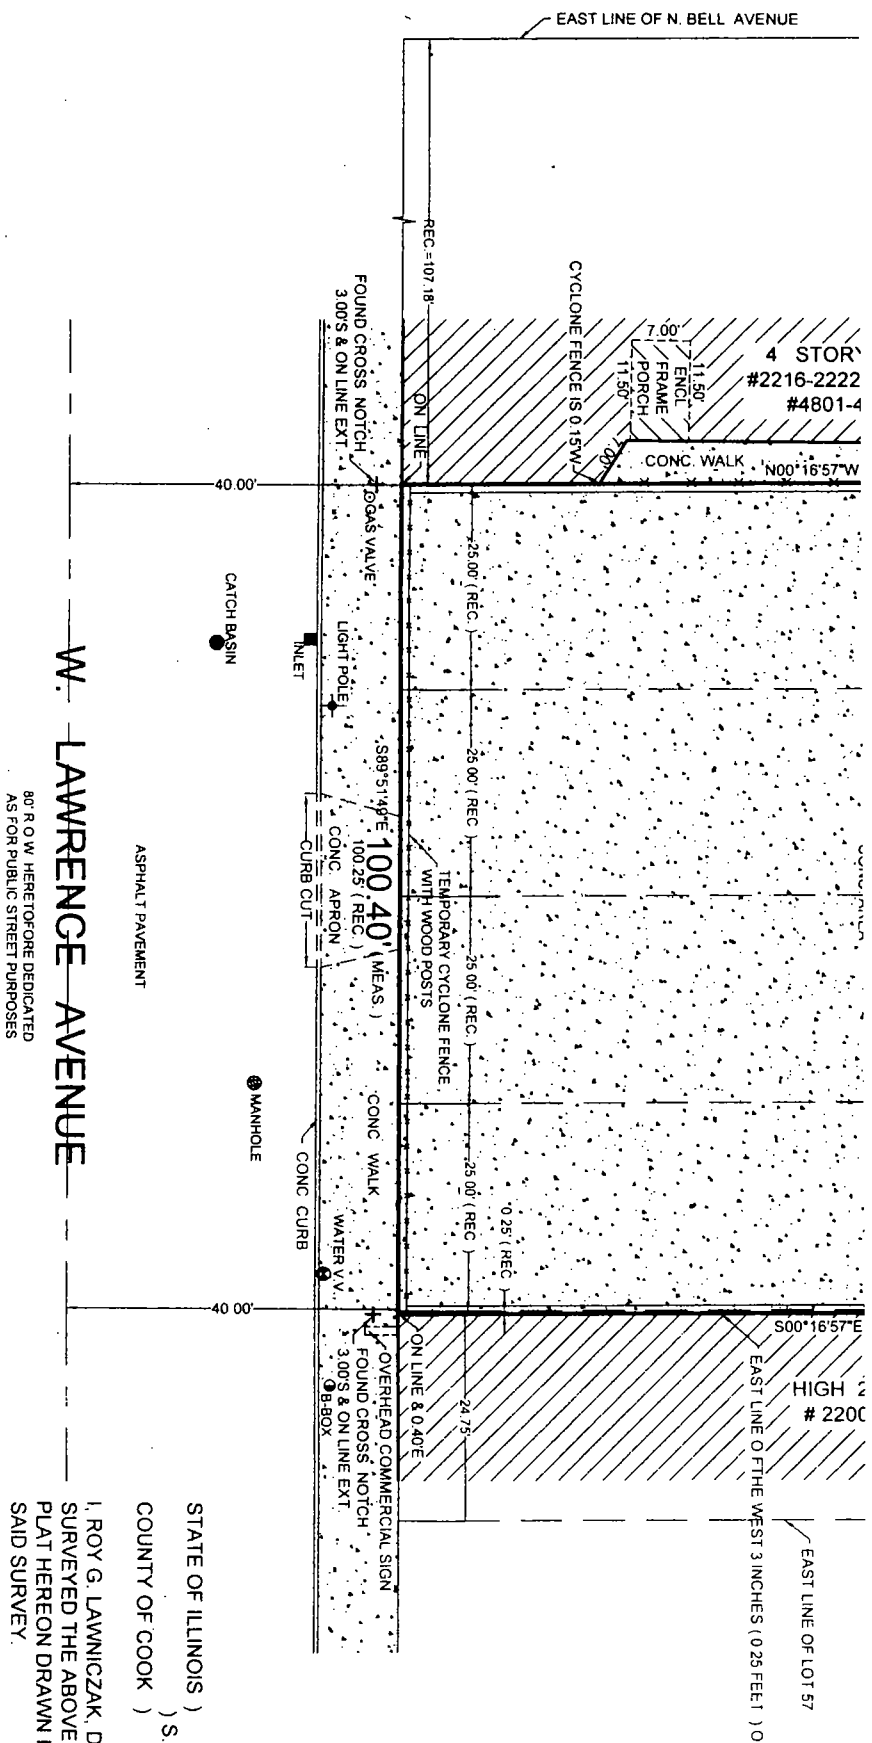 EAST LINE OF N. BELL AVENUE
REC.=107.18'
FOUND CROSS NOTCH
3.00'S & ON LINE EXT.
ON LINE
CYCLONE FENCE IS 0.15'W
7.00'
11.50'
ENCL
FRAME
PORCH
11.50'
4 STORY
#2216-2222
#4801-4
7.00'
CONC. WALK
N00°16'57"W
40.00'
GAS VALVE
25.00' ( REC. )
CATCH BASIN
INLET
LIGHT POLE
25.00' ( REC
S89°51'49"E
100.40' ( MEAS. )
100.25' ( REC. )
CONC. APRON
CURB CUT
TEMPORARY CYCLONE FENCE
WITH WOOD POSTS
25.00' ( REC. )
W. LAWRENCE AVENUE
80' R O W HERETOFORE DEDICATED
AS FOR PUBLIC STREET PURPOSES
ASPHALT PAVEMENT
MANHOLE
CONC WALK
CONC CURB
25 00' ( REC )
0.25' ( REC
WATER V.V.
40 00'
S00°16'57"E
ON LINE & 0.40'E
OVERHEAD COMMERCIAL SIGN
FOUND CROSS NOTCH
3.00'S & ON LINE EXT.
B-BOX
24.75'
HIGH 2
# 2200
EAST LINE O F THE WEST 3 INCHES ( 0 25 FEET ) O
EAST LINE OF LOT 57
STATE OF ILLINOIS )
) S.
COUNTY OF COOK )
I, ROY G. LAWNICZAK, D
SURVEYED THE ABOVE
PLAT HEREON DRAWN I
SAID SURVEY.